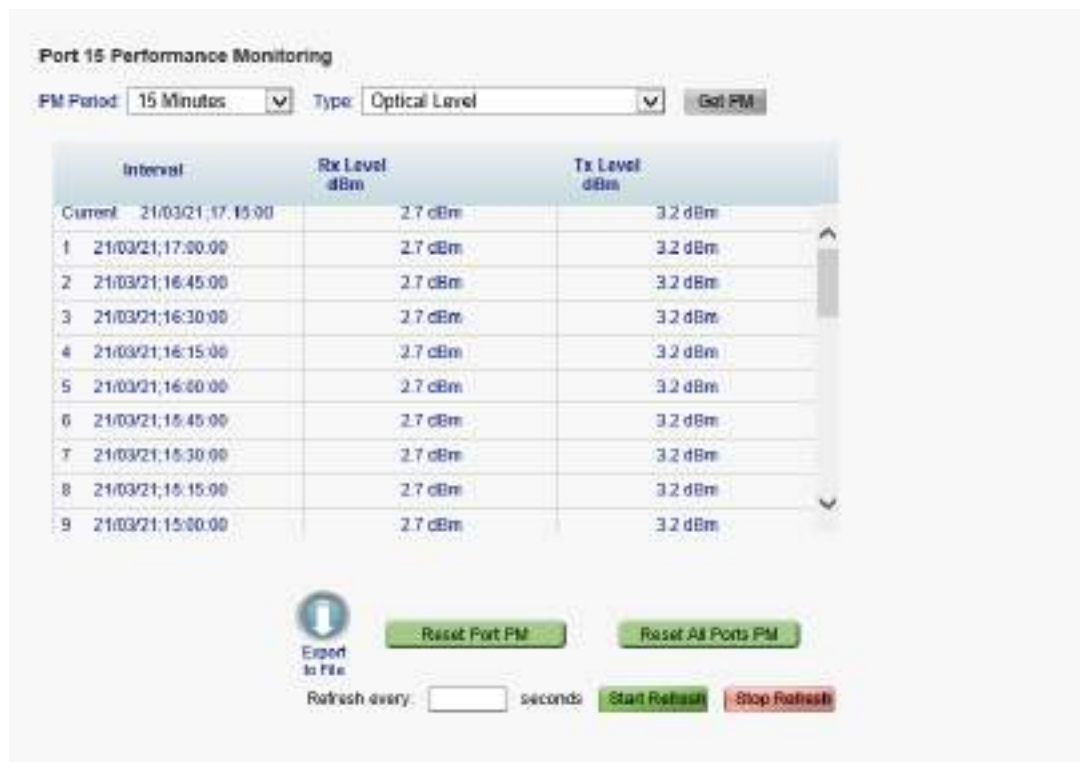 Port 15 Performance Monitoring
PM Period: 15 Minutes Type: Optical Level Get PM
Interval Rx Level dBm Tx Level dBm
Current 21/03/21;17:15:00 2.7 dBm 3.2 dBm
1 21/03/21;17:00:00 2.7 dBm 3.2 dBm
2 21/03/21;16:45:00 2.7 dBm 3.2 dBm
3 21/03/21;16:30:00 2.7 dBm 3.2 dBm
4 21/03/21;16:15:00 2.7 dBm 3.2 dBm
5 21/03/21;16:00:00 2.7 dBm 3.2 dBm
6 21/03/21;15:45:00 2.7 dBm 3.2 dBm
7 21/03/21;15:30:00 2.7 dBm 3.2 dBm
8 21/03/21;15:15:00 2.7 dBm 3.2 dBm
9 21/03/21;15:00:00 2.7 dBm 3.2 dBm
Export to File
Reset Port PM Reset All Ports PM
Refresh every: seconds Start Refresh Stop Refresh